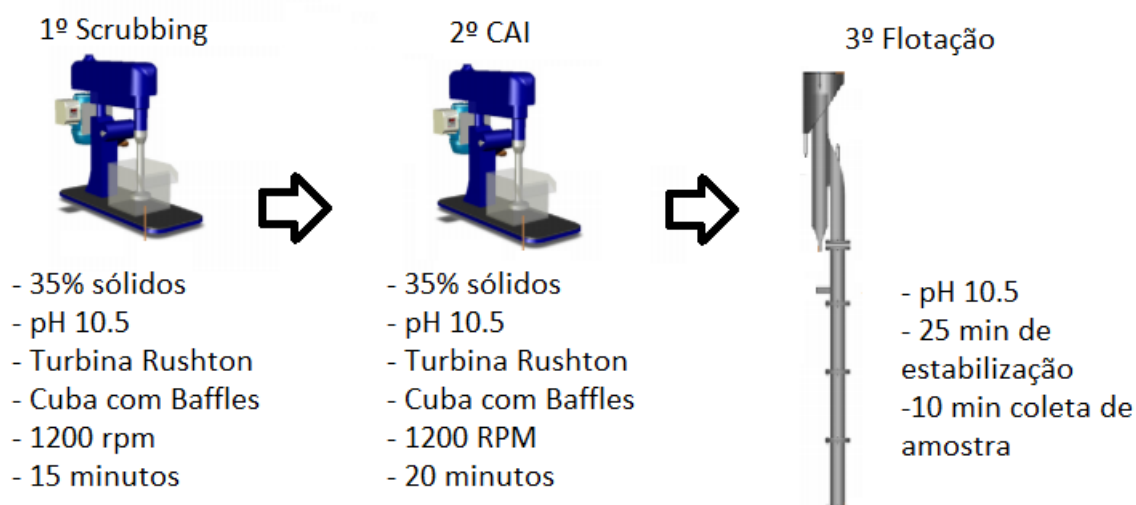 1º Scrubbing
- 35% sólidos
- pH 10.5
- Turbina Rushton
- Cuba com Baffles
- 1200 rpm
- 15 minutos
2º CAI
- 35% sólidos
- pH 10.5
- Turbina Rushton
- Cuba com Baffles
- 1200 RPM
- 20 minutos
3º Flotação
- pH 10.5
- 25 min de
estabilização
-10 min coleta de
amostra